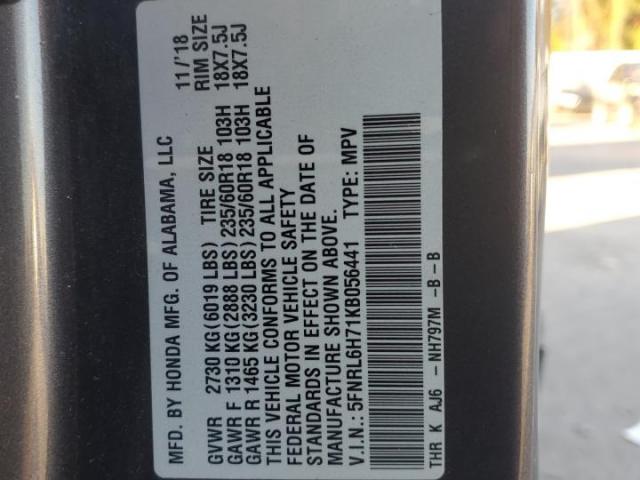 MFD. BY HONDA MFG. OF ALABAMA, LLC 11/'18
GVWR 2730 KG(6019 LBS) TIRE SIZE RIM SIZE
GAWR F 1310 KG(2888 LBS) 235/60R18 103H 18X7.5J
GAWR R 1465 KG(3230 LBS) 235/60R18 103H 18X7.5J
THIS VEHICLE CONFORMS TO ALL APPLICABLE
FEDERAL MOTOR VEHICLE SAFETY
STANDARDS IN EFFECT ON THE DATE OF
MANUFACTURE SHOWN ABOVE.
V.I.N.: 5FNRL6H71KB056441 TYPE: MPV
THR K AJ6 - NH797M -B-B